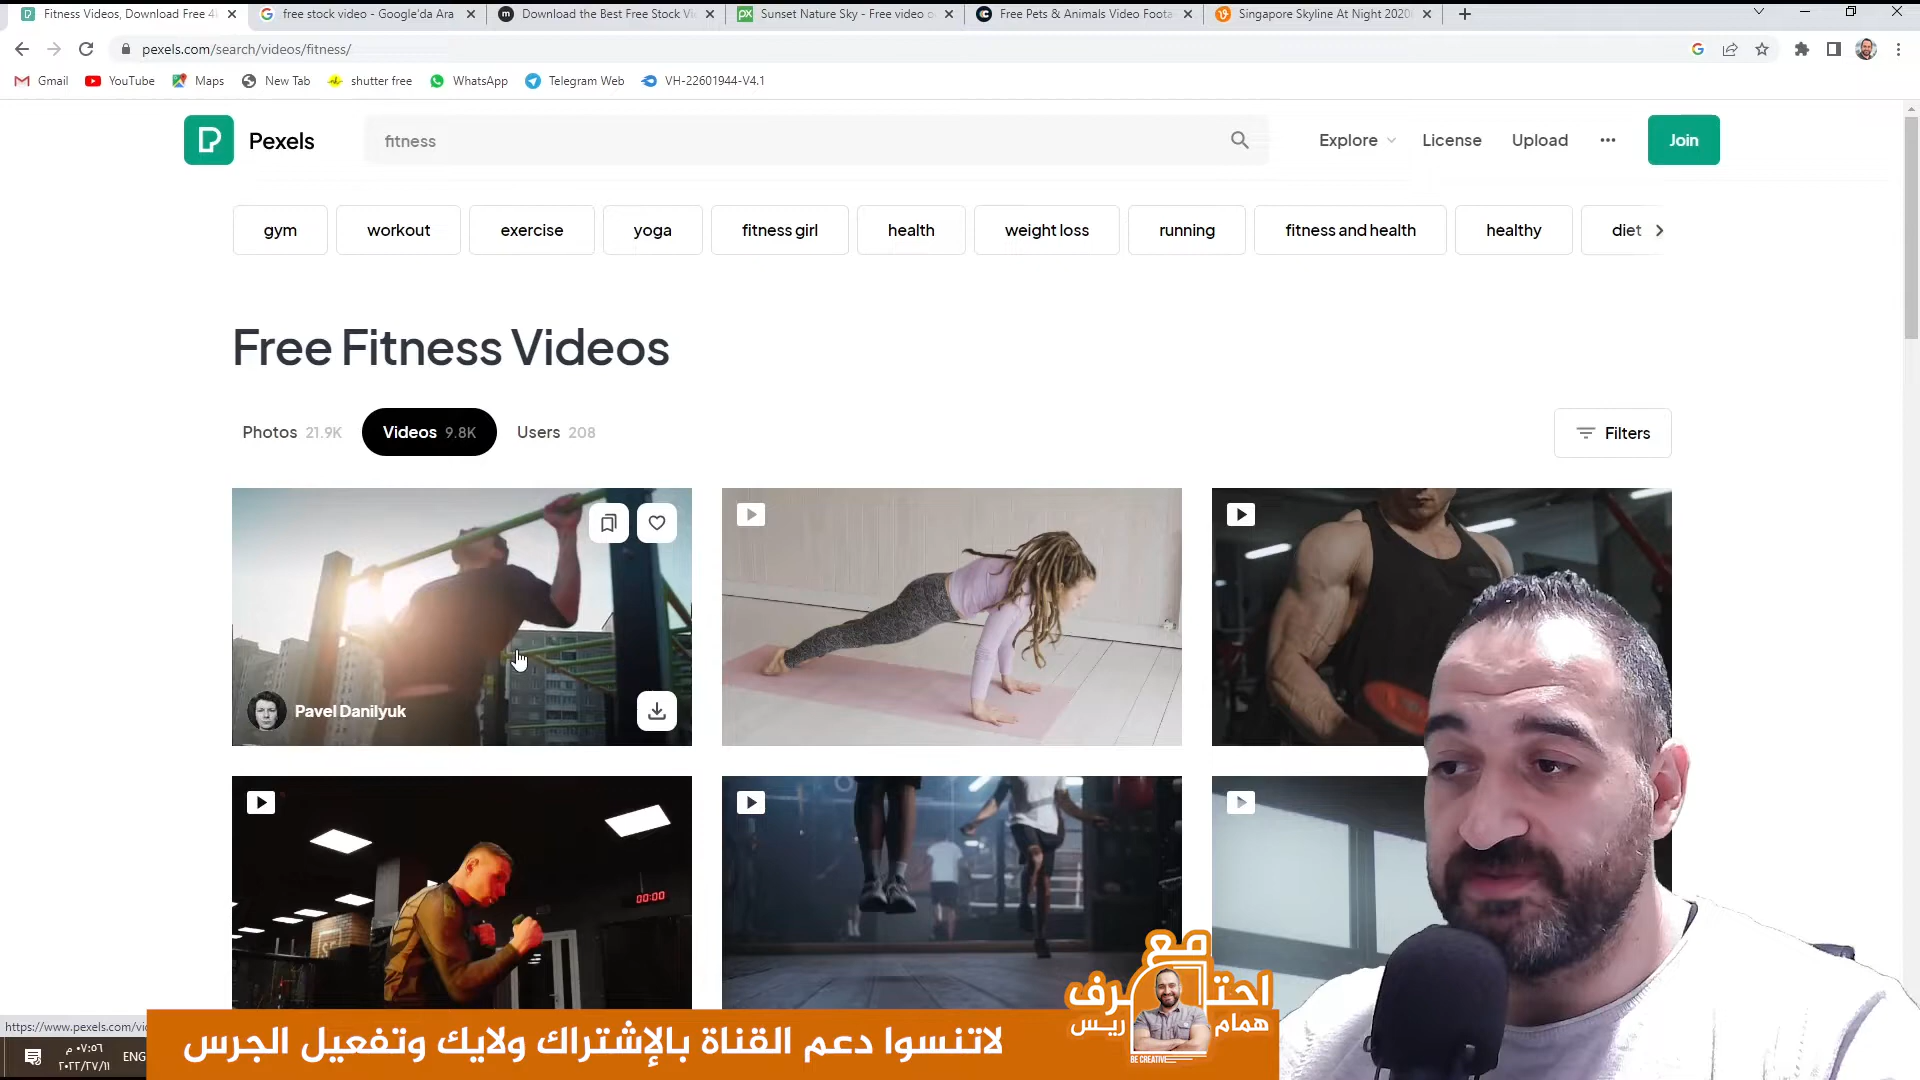 Fitness Videos, Download Free 4
free stock video - Google'da Ara
Download the Best Free Stock Vi
Sunset Nature Sky - Free video o
Free Pets & Animals Video Foota
Singapore Skyline At Night 2020
pexels.com/search/videos/fitness/
Gmail
YouTube
Maps
New Tab
shutter free
WhatsApp
Telegram Web
VH-22601944-V4.1
Pexels
fitness
Explore
License
Upload
Join
gym
workout
exercise
yoga
fitness girl
health
weight loss
running
fitness and health
healthy
diet
Free Fitness Videos
Photos 21.9K
Videos 9.8K
Users 208
Filters
Pavel Danilyuk
00:00
https://www.pexels.com/vi
مع
احترف
همام ريس
BE CREATIVE
لاتنسوا دعم القناة بالإشتراك ولايك وتفعيل الجرس
ENG
٠٧:٥٦ م
٢٠٢٢/٢٧/١١